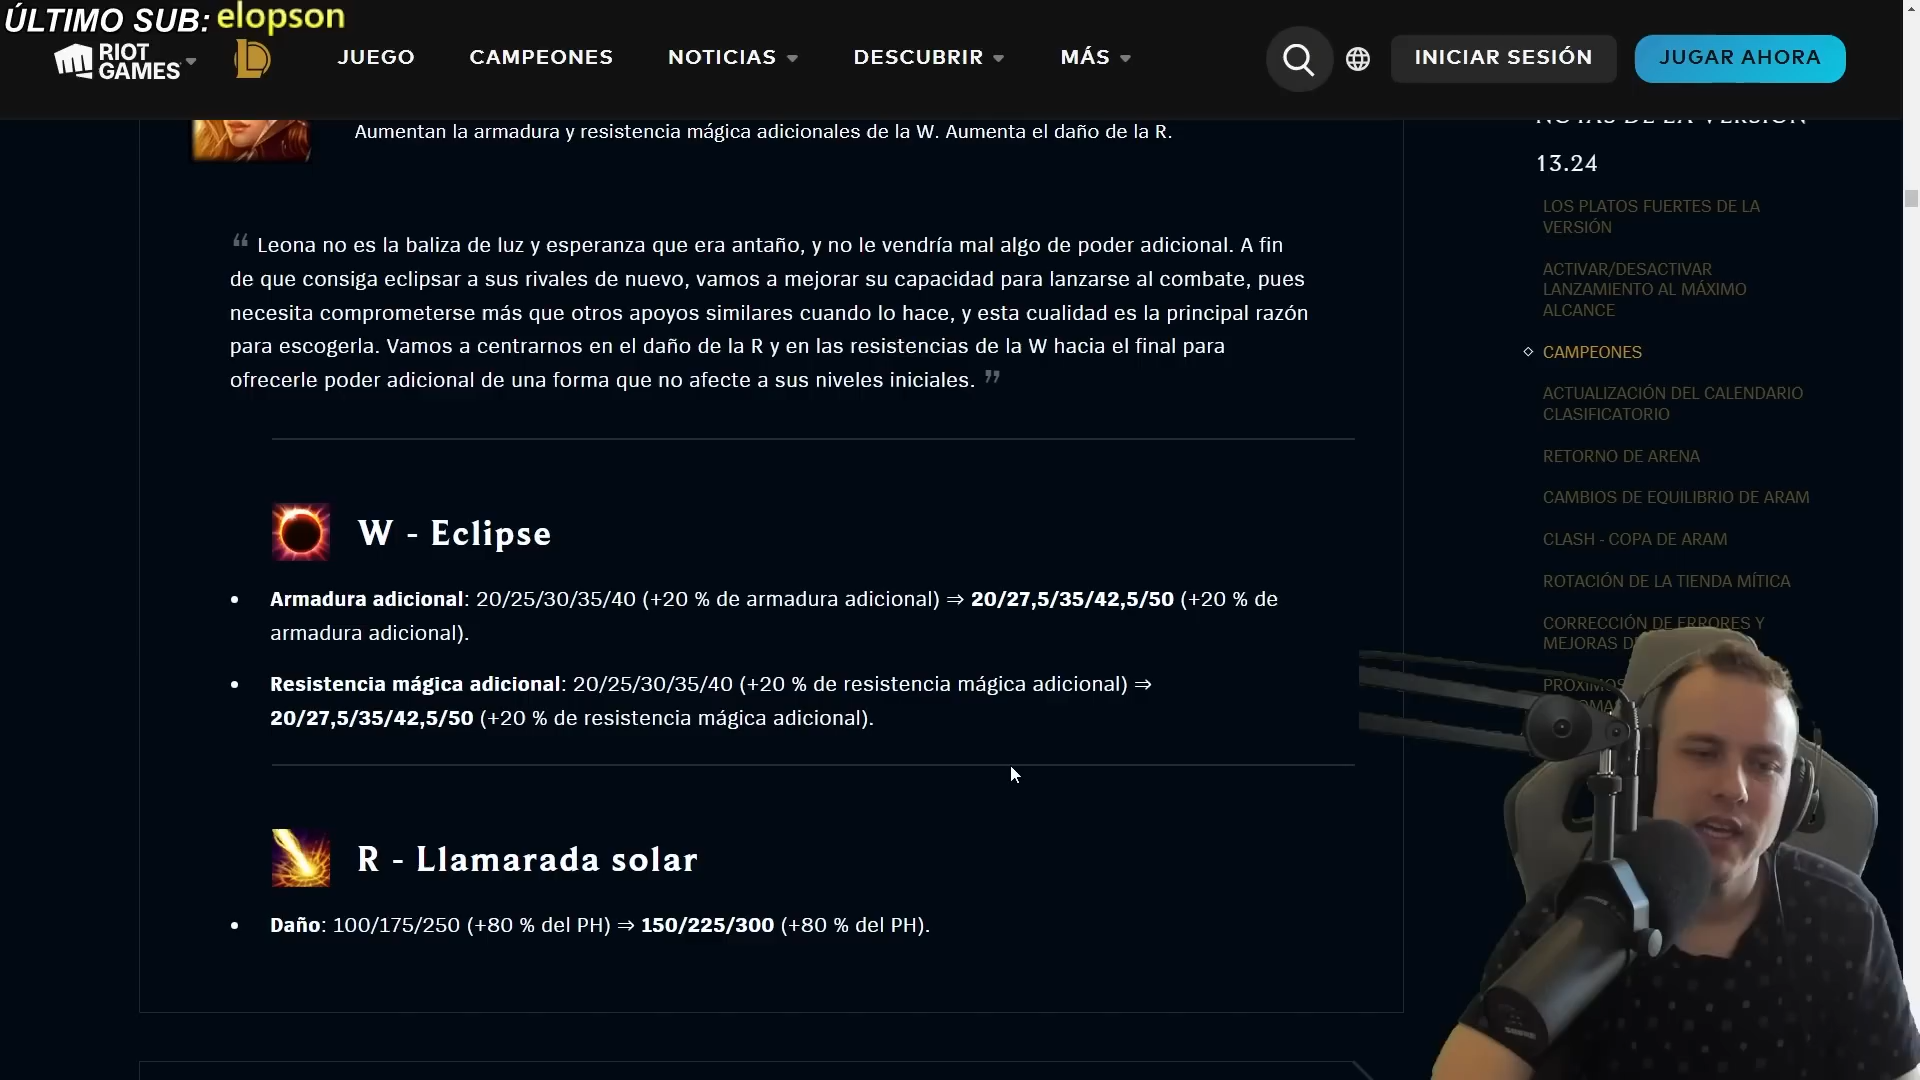 ÚLTIMO SUB: elopson
RIOT
GAMES
JUEGO
CAMPEONES
NOTICIAS
DESCUBRIR
MÁS
INICIAR SESIÓN
JUGAR AHORA
Aumentan la armadura y resistencia mágica adicionales de la W. Aumenta el daño de la R.
“ Leona no es la baliza de luz y esperanza que era antaño, y no le vendría mal algo de poder adicional. A fin
de que consiga eclipsar a sus rivales de nuevo, vamos a mejorar su capacidad para lanzarse al combate, pues
necesita comprometerse más que otros apoyos similares cuando lo hace, y esta cualidad es la principal razón
para escogerla. Vamos a centrarnos en el daño de la R y en las resistencias de la W hacia el final para
ofrecerle poder adicional de una forma que no afecte a sus niveles iniciales. ”
W - Eclipse
• Armadura adicional: 20/25/30/35/40 (+20 % de armadura adicional) ⇒ 20/27,5/35/42,5/50 (+20 % de
armadura adicional).
• Resistencia mágica adicional: 20/25/30/35/40 (+20 % de resistencia mágica adicional) ⇒
20/27,5/35/42,5/50 (+20 % de resistencia mágica adicional).
R - Llamarada solar
• Daño: 100/175/250 (+80 % del PH) ⇒ 150/225/300 (+80 % del PH).
NOTAS DE LA VERSIÓN
13.24
LOS PLATOS FUERTES DE LA
VERSIÓN
ACTIVAR/DESACTIVAR
LANZAMIENTO AL MÁXIMO
ALCANCE
CAMPEONES
ACTUALIZACIÓN DEL CALENDARIO
CLASIFICATORIO
RETORNO DE ARENA
CAMBIOS DE EQUILIBRIO DE ARAM
CLASH - COPA DE ARAM
ROTACIÓN DE LA TIENDA MÍTICA
CORRECCIÓN DE ERRORES Y
MEJORAS